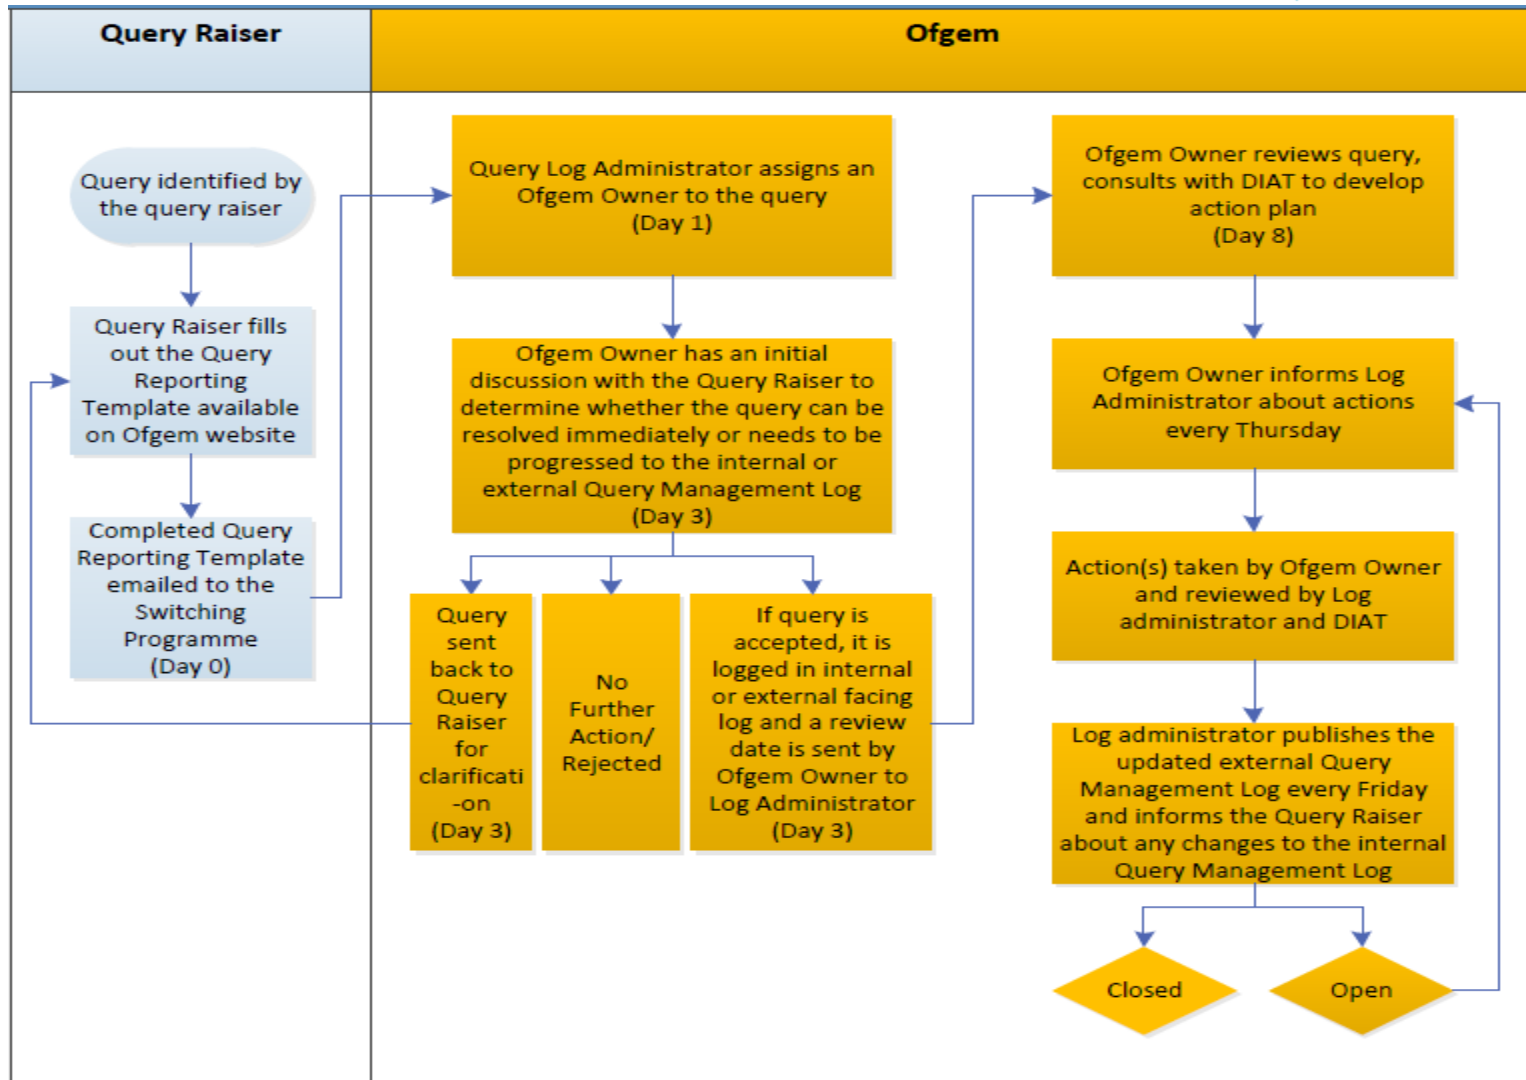 Query Raiser
Ofgem
Query identified by
the query raiser
Query Raiser fills
out the Query
Reporting
Template available
on Ofgem website
Completed Query
Reporting Template
emailed to the
Switching
Programme
(Day 0)
Query Log Administrator assigns an
Ofgem Owner to the query
(Day 1)
Ofgem Owner has an initial
discussion with the Query Raiser to
determine whether the query can be
resolved immediately or needs to be
progressed to the internal or
external Query Management Log
(Day 3)
Query
sent
back to
Query
Raiser
for
clarificati
-on
(Day 3)
No
Further
Action/
Rejected
If query is
accepted, it is
logged in internal
or external facing
log and a review
date is sent by
Ofgem Owner to
Log Administrator
(Day 3)
Ofgem Owner reviews query,
consults with DIAT to develop
action plan
(Day 8)
Ofgem Owner informs Log
Administrator about actions
every Thursday
Action(s) taken by Ofgem Owner
and reviewed by Log
administrator and DIAT
Log administrator publishes the
updated external Query
Management Log every Friday
and informs the Query Raiser
about any changes to the internal
Query Management Log
Closed
Open